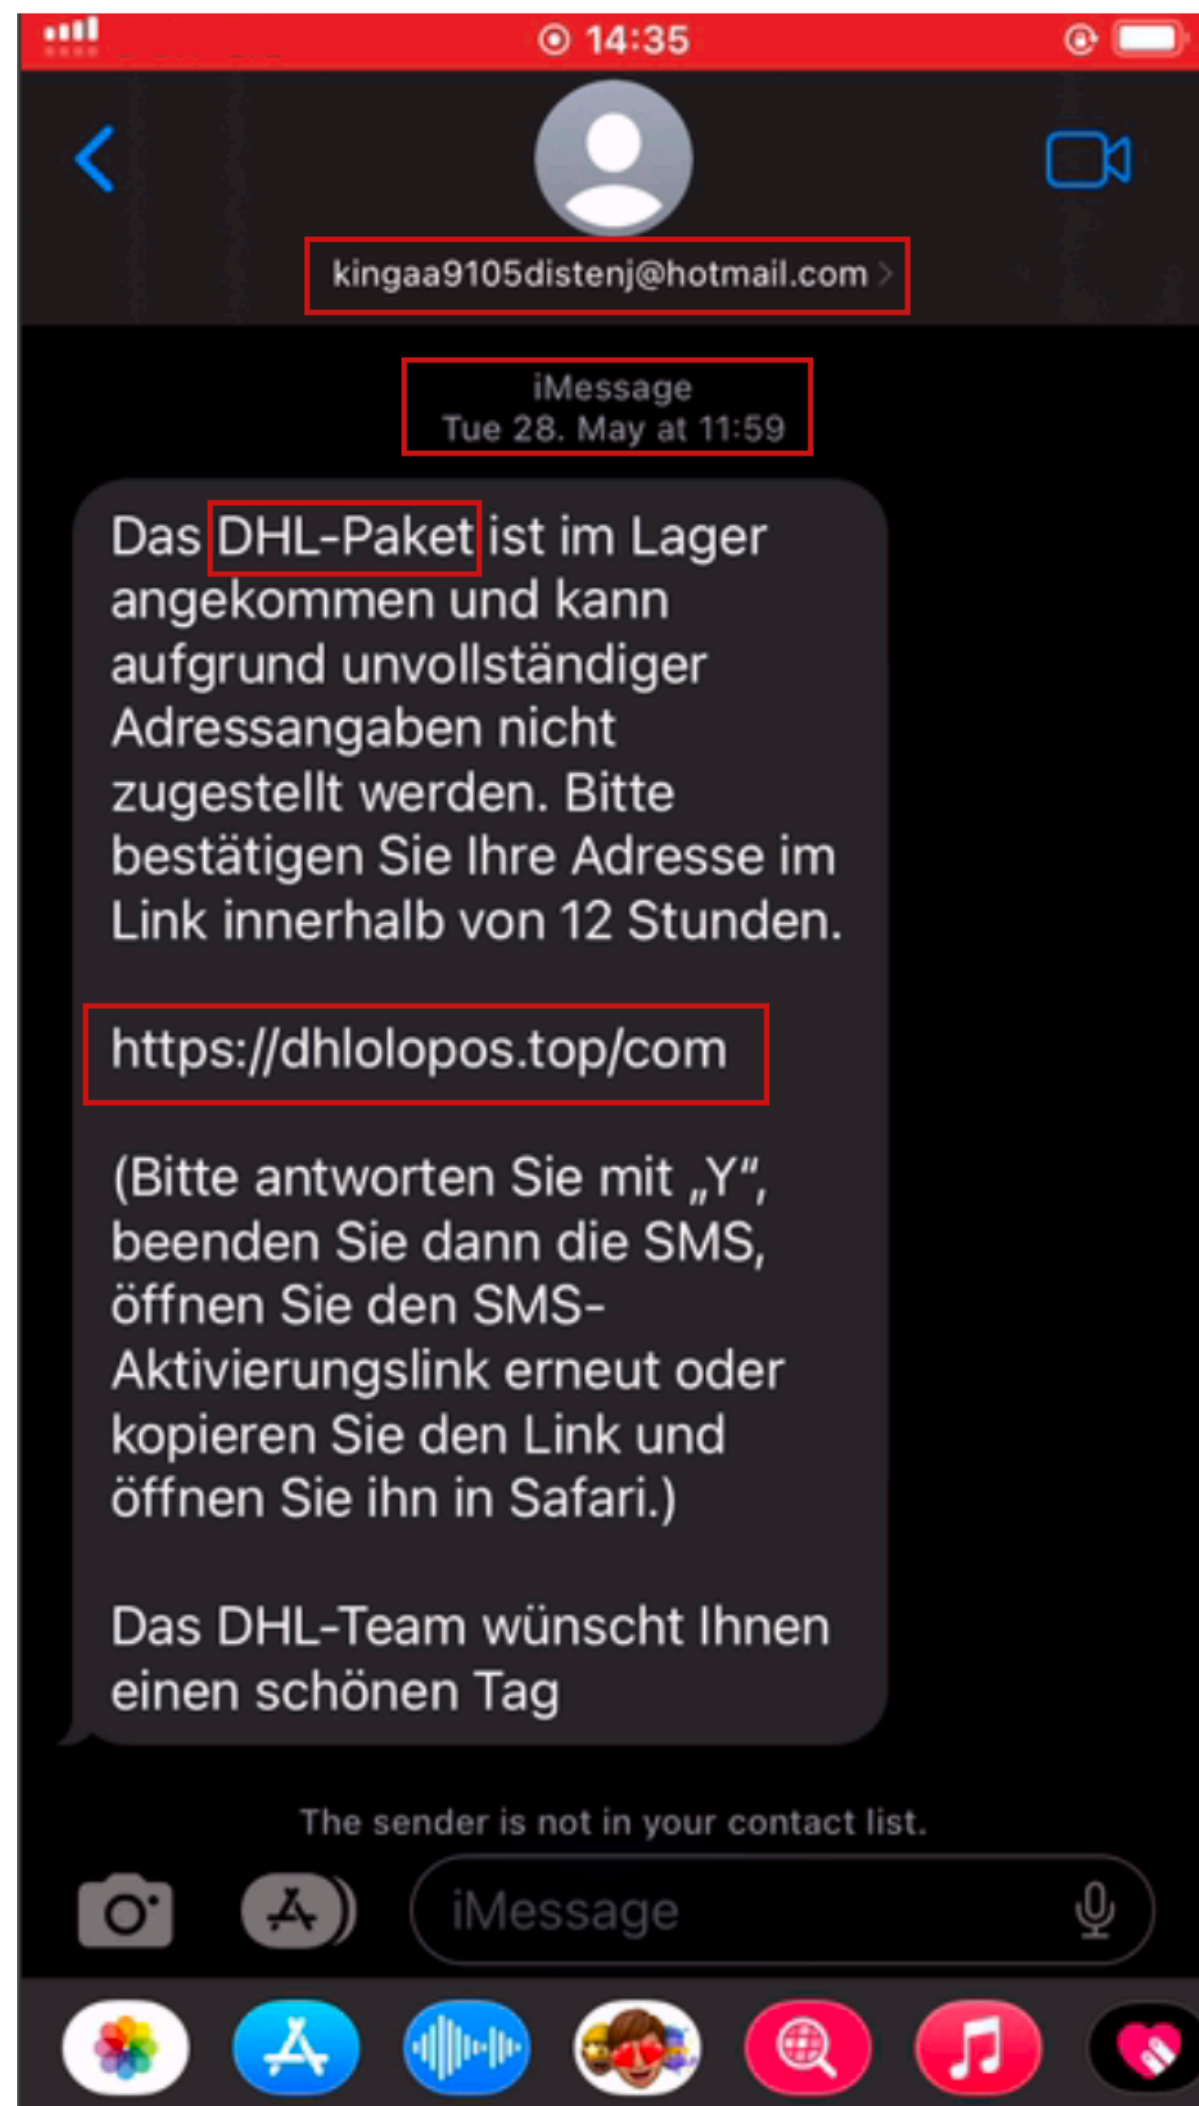 14:35
kingaa9105distenj@hotmail.com >
iMessage
Tue 28. May at 11:59
Das DHL-Paket ist im Lager
angekommen und kann
aufgrund unvollständiger
Adressangaben nicht
zugestellt werden. Bitte
bestätigen Sie Ihre Adresse im
Link innerhalb von 12 Stunden.
https://dhlolopos.top/com
(Bitte antworten Sie mit „Y“,
beenden Sie dann die SMS,
öffnen Sie den SMS-
Aktivierungslink erneut oder
kopieren Sie den Link und
öffnen Sie ihn in Safari.)
Das DHL-Team wünscht Ihnen
einen schönen Tag
The sender is not in your contact list.
iMessage